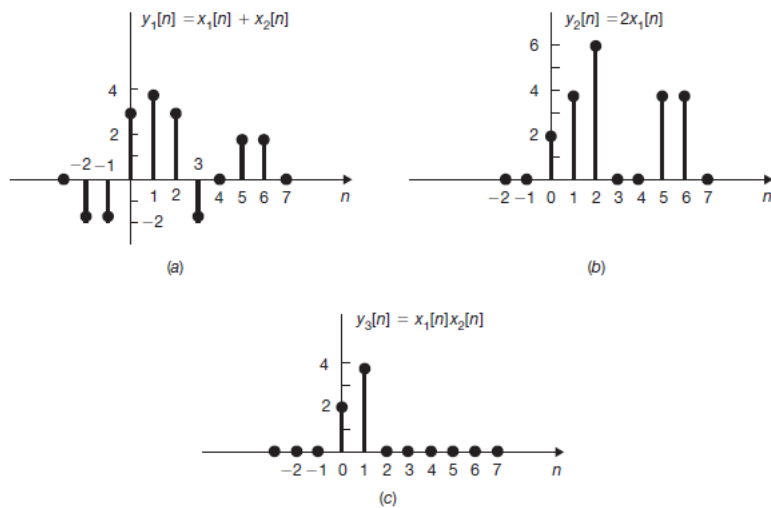 y₁[n] = x₁[n] + x₂[n]
4
2
−2 −1 3
1 2 4 5 6 7 n
−2
(a)
y₂[n] = 2x₁[n]
6
4
2
−2 −1 0 1 2 3 4 5 6 7 n
(b)
y₃[n] = x₁[n]x₂[n]
4
2
−2 −1 0 1 2 3 4 5 6 7 n
(c)